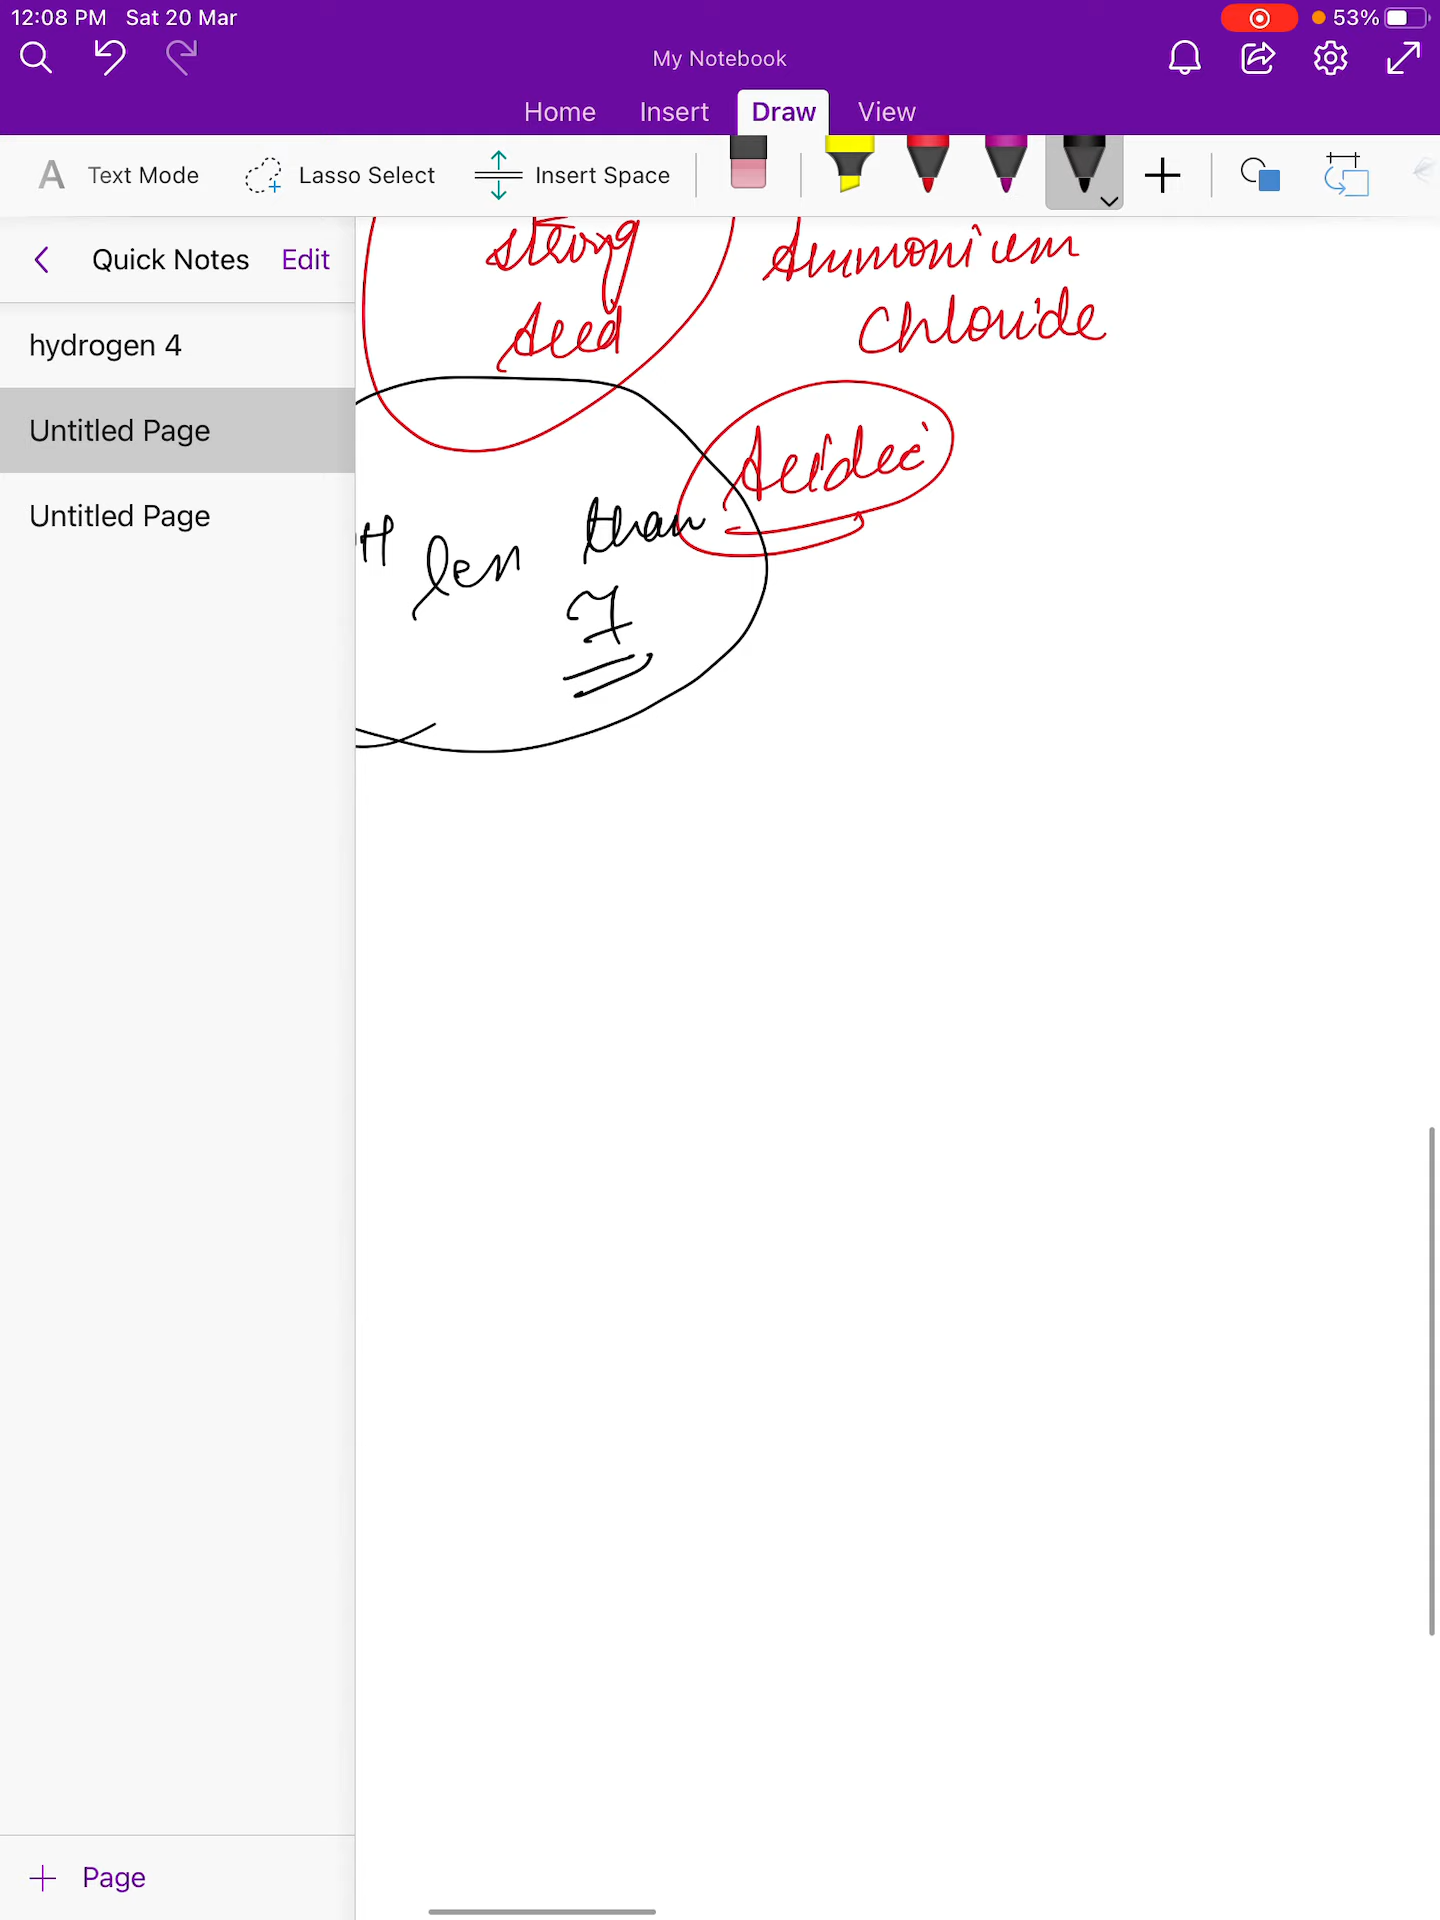 12:08 PM Sat 20 Mar
53%
My Notebook
Home Insert Draw View
A Text Mode Lasso Select Insert Space
Quick Notes Edit
hydrogen 4
Untitled Page
Untitled Page
strong
Acid
Ammonium
Chloride
Acidic
H less than
7
Page